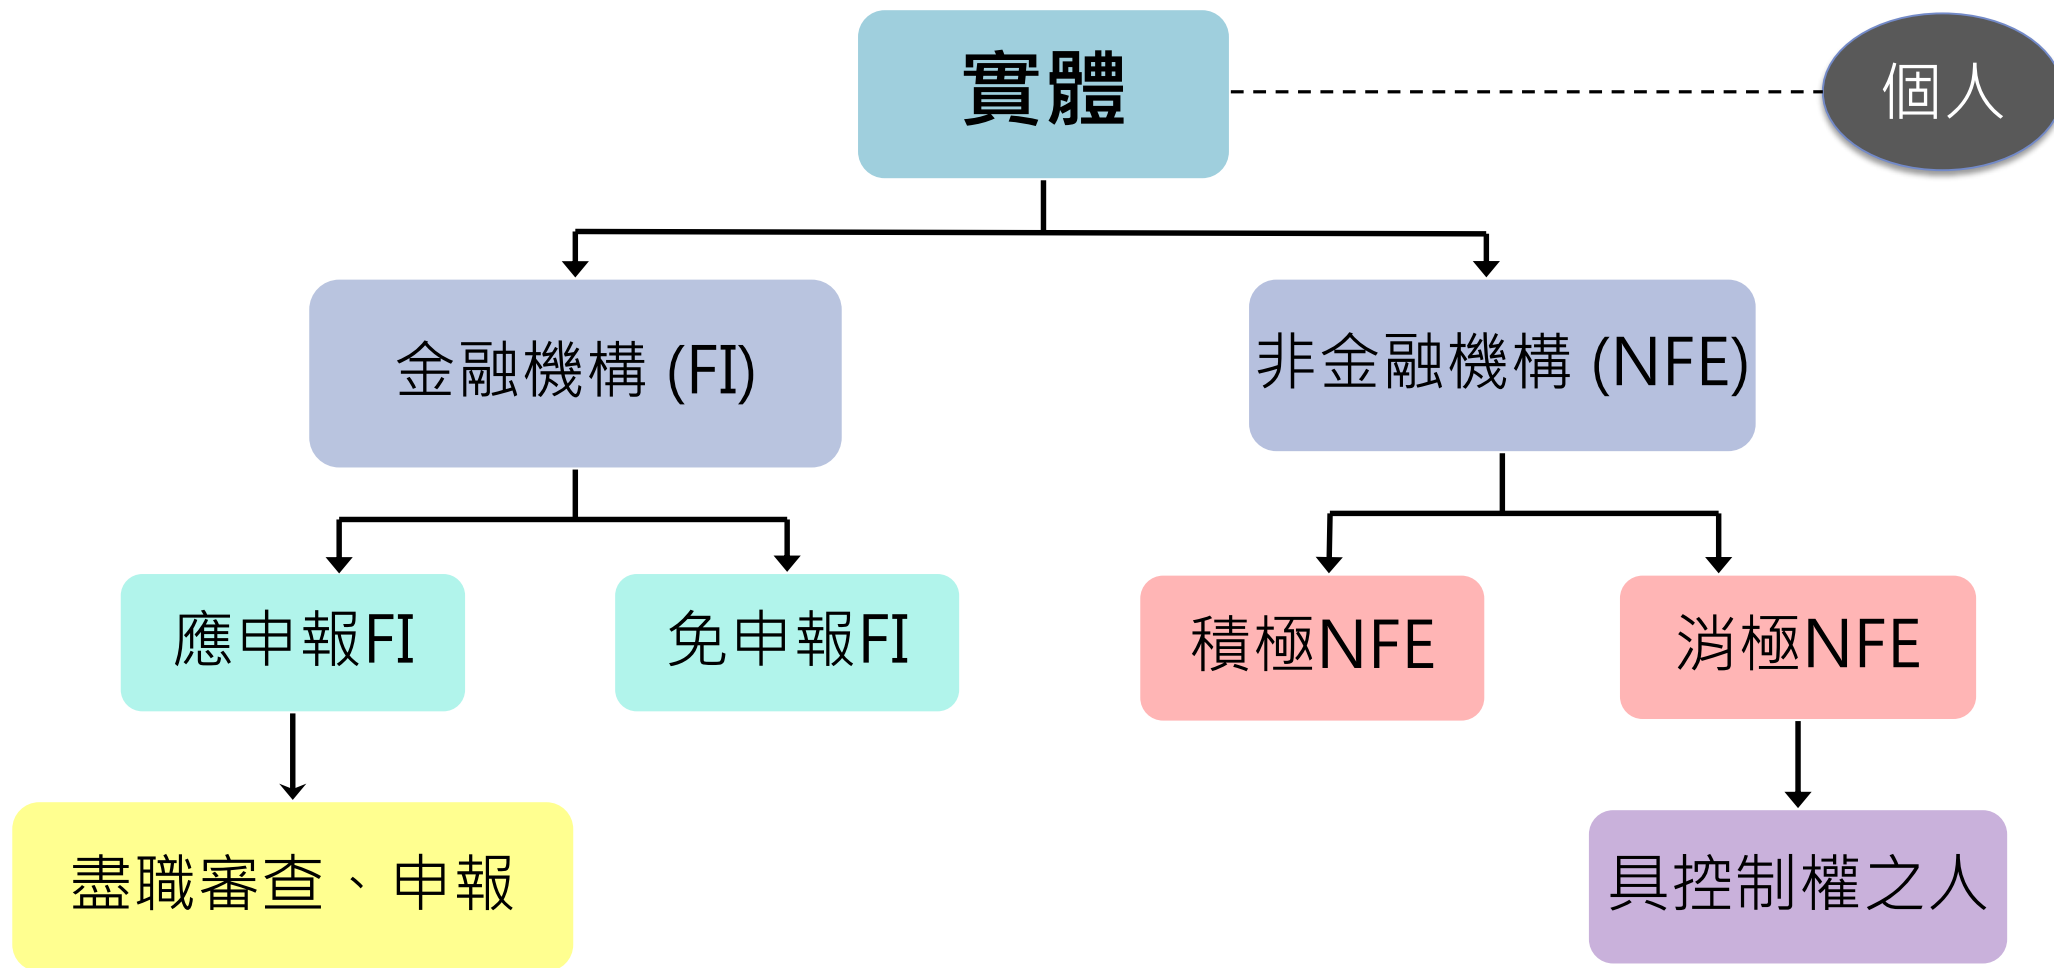 實體
個人
金融機構 (FI)
非金融機構 (NFE)
應申報FI
免申報FI
積極NFE
消極NFE
盡職審查、申報
具控制權之人